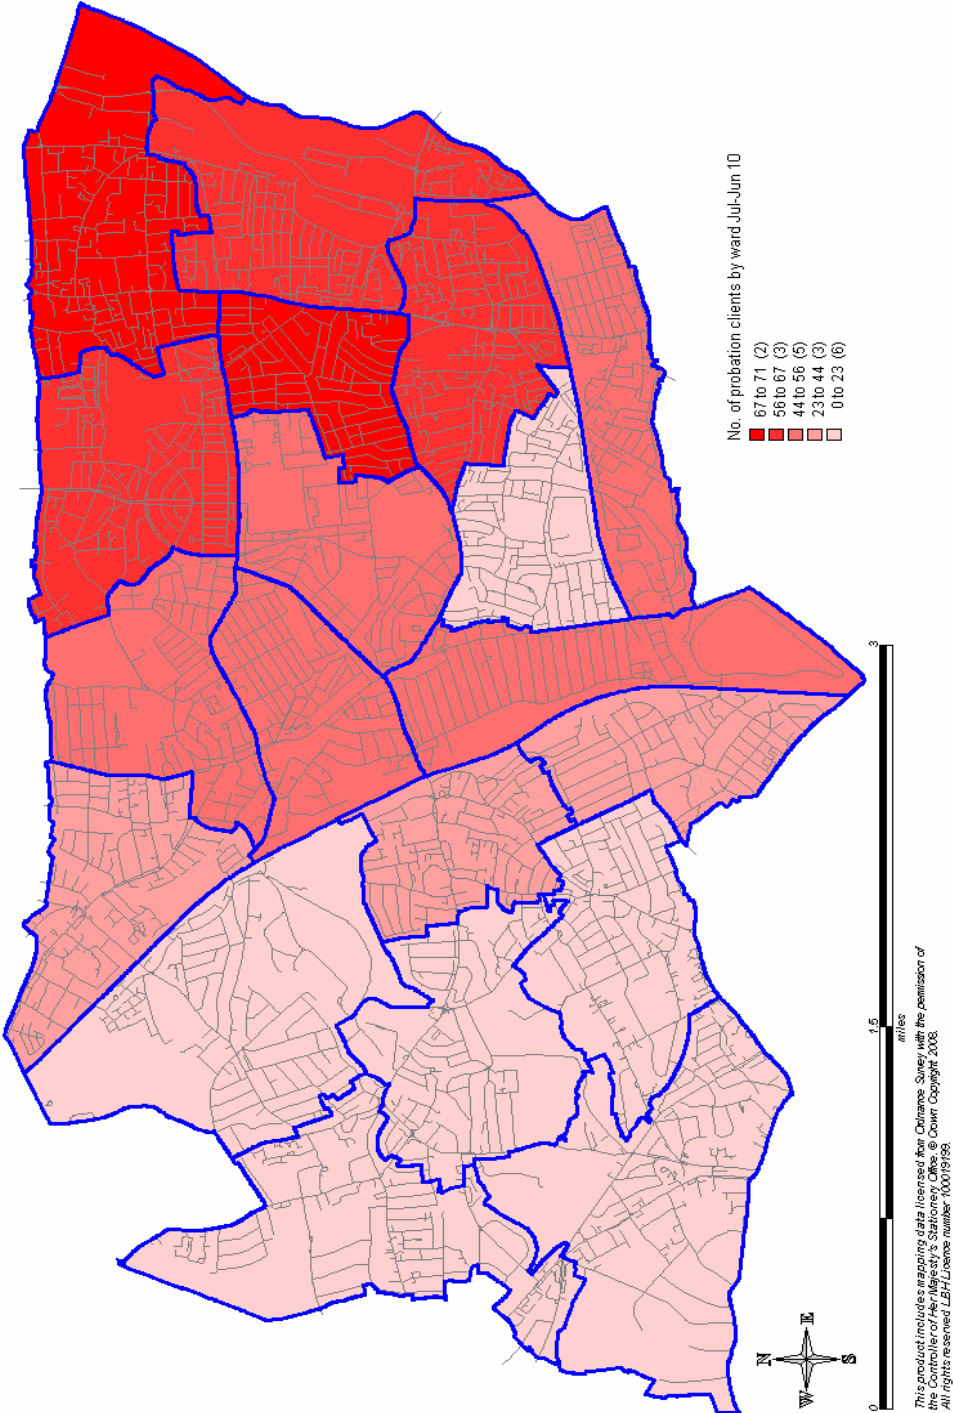 No. of probation clients by ward Jul-Jun 10
67 to 71 (2)
56 to 67 (3)
44 to 56 (5)
23 to 44 (3)
0 to 23 (6)
N
W
E
S
0
1.5
3
miles
This product includes mapping data licensed from Ordnance Survey with the permission of
the Controller of Her Majesty's Stationery Office. © Crown Copyright 2008.
All rights reserved LBH Licence number 100019199.